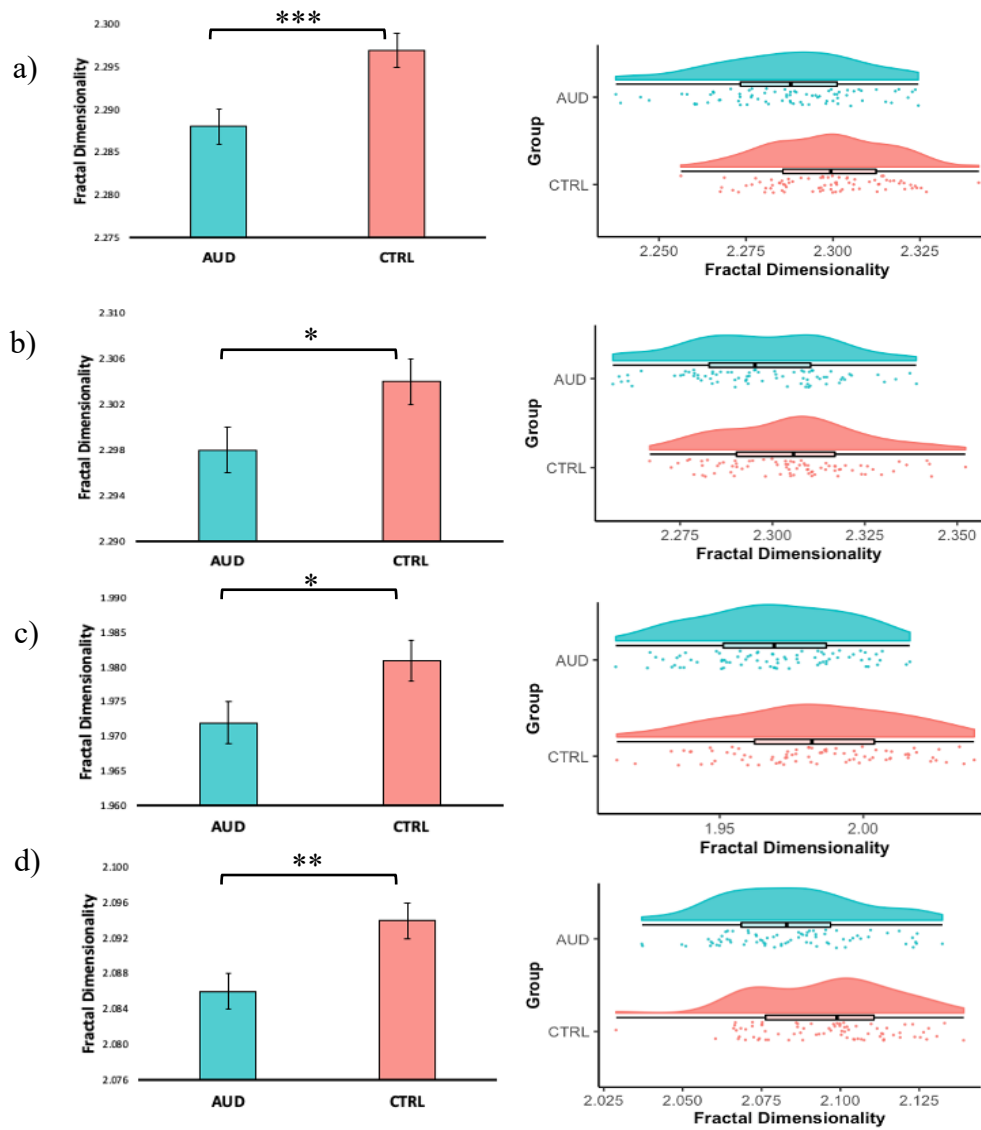 a)
Fractal Dimensionality
2.300
2.295
2.290
2.285
2.280
2.275
***
AUD
CTRL
Group
AUD
CTRL
2.250
2.275
2.300
2.325
Fractal Dimensionality
b)
Fractal Dimensionality
2.310
2.306
2.302
2.298
2.294
2.290
*
AUD
CTRL
Group
AUD
CTRL
2.275
2.300
2.325
2.350
Fractal Dimensionality
c)
Fractal Dimensionality
1.990
1.985
1.980
1.975
1.970
1.965
1.960
*
AUD
CTRL
Group
AUD
CTRL
1.95
2.00
Fractal Dimensionality
d)
Fractal Dimensionality
2.100
2.096
2.092
2.088
2.084
2.080
2.076
**
AUD
CTRL
Group
AUD
CTRL
2.025
2.050
2.075
2.100
2.125
Fractal Dimensionality